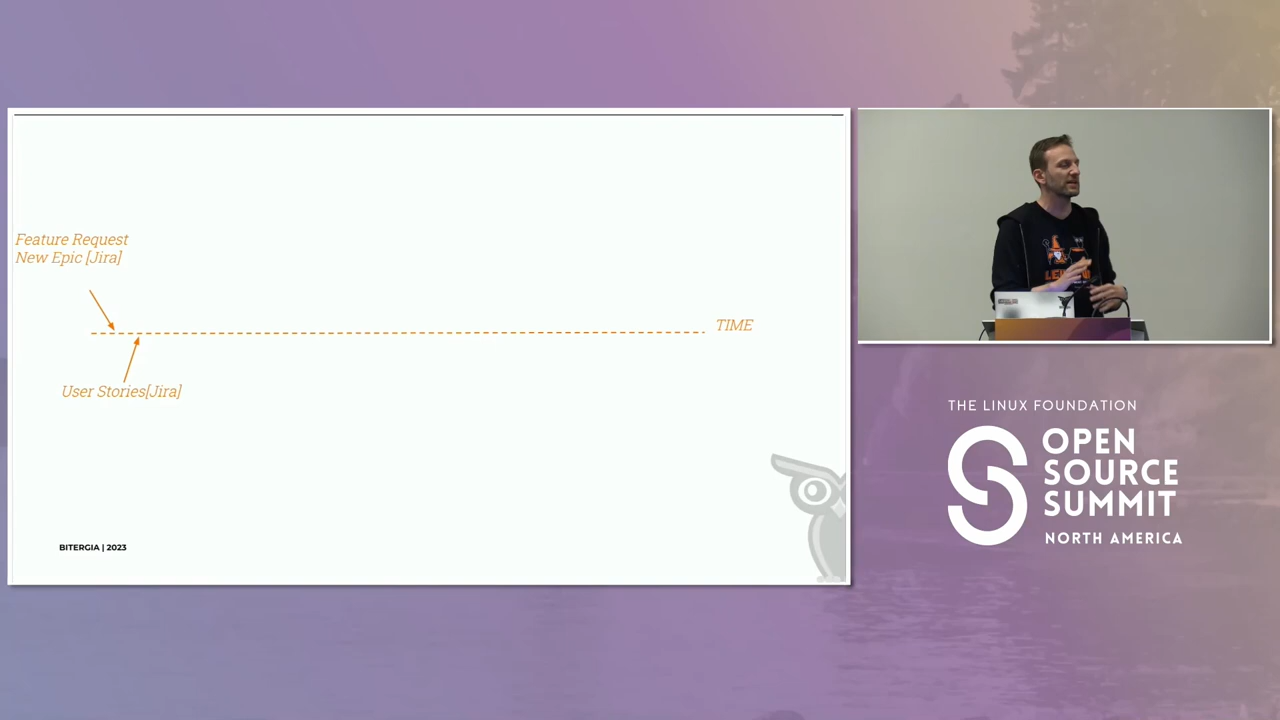 Feature Request
New Epic [Jira]
TIME
User Stories[Jira]
BITERGIA | 2023
THE LINUX FOUNDATION
OPEN
SOURCE
SUMMIT
NORTH AMERICA